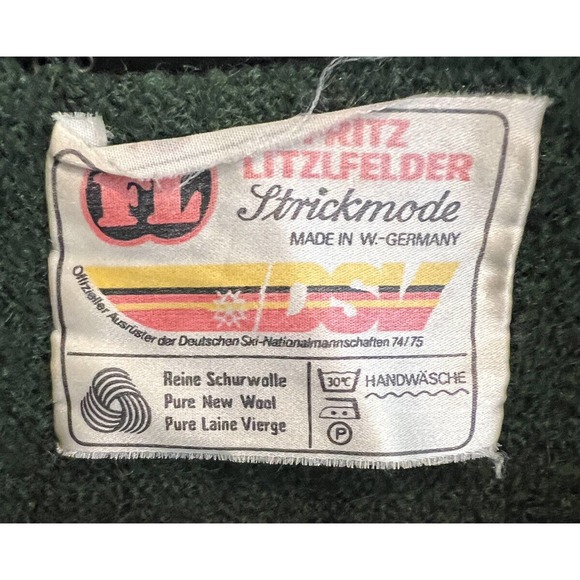 FL
FRITZ
LITZLFELDER
Strickmode
MADE IN W.-GERMANY
DSV
Offizieller Ausrüster der Deutschen Ski-Nationalmannschaften 74/75
Reine Schurwolle
Pure New Wool
Pure Laine Vierge
30°C HANDWÄSCHE
P